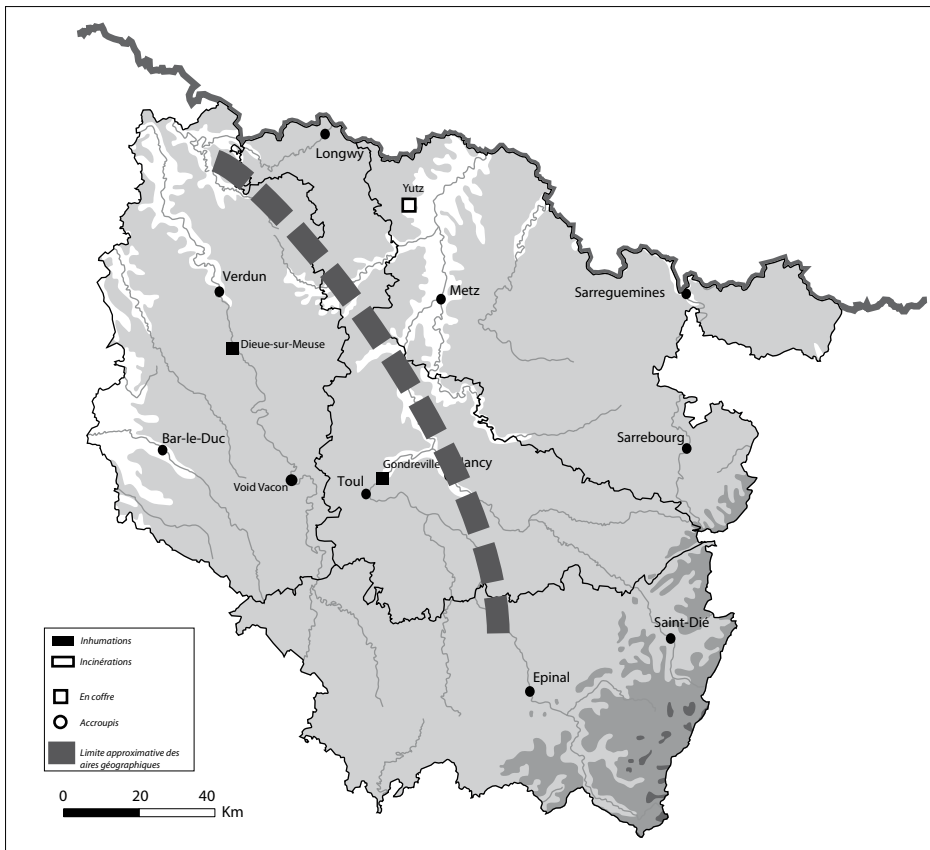 Longwy
Yutz
Verdun
Metz
Sarreguemines
Dieue-sur-Meuse
Bar-le-Duc
Sarrebourg
Gondreville
ancy
Void Vacon
Toul
Saint-Dié
Epinal
Inhumations
Incinérations
En coffre
Accroupis
Limite approximative des
aires géographiques
0 20 40
Km